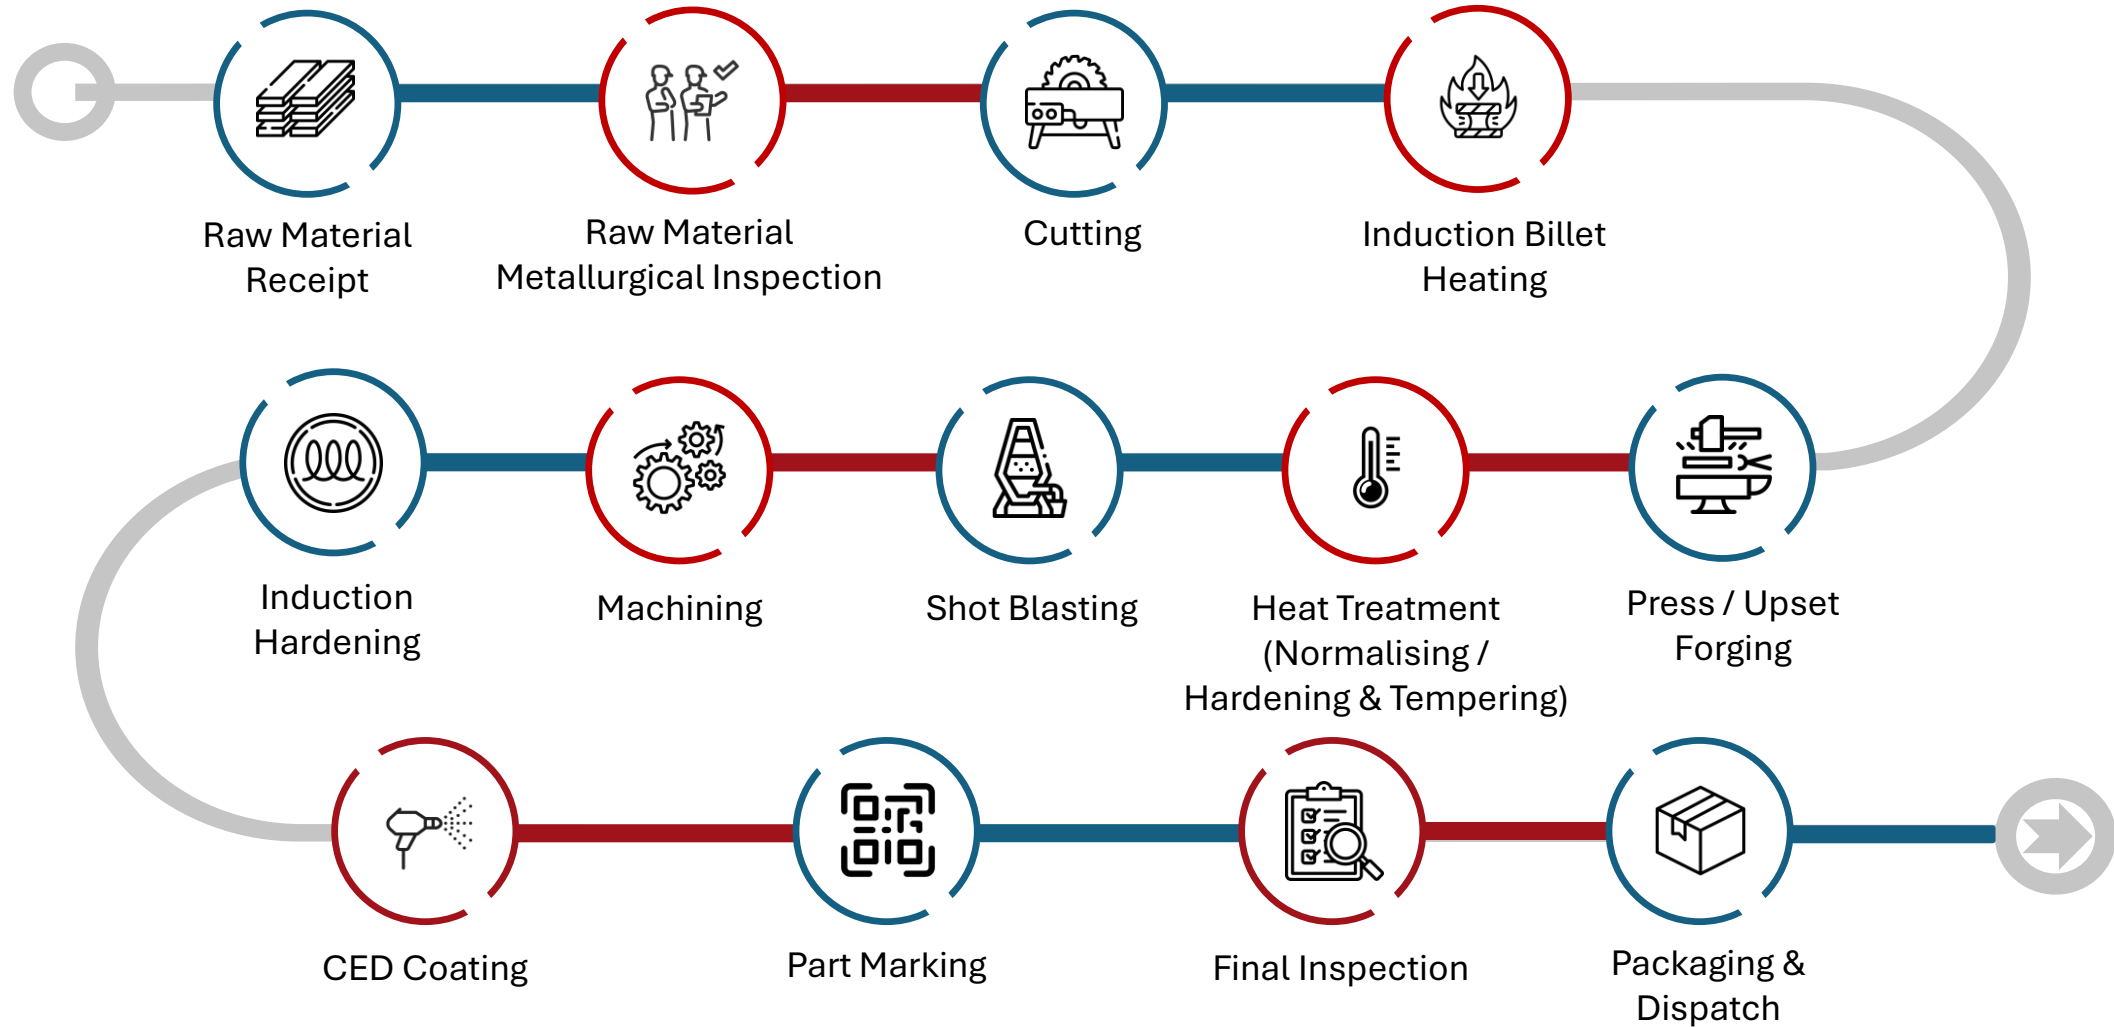 Raw Material
Receipt
Raw Material
Metallurgical Inspection
Cutting
Induction Billet
Heating
Press / Upset
Forging
Heat Treatment
(Normalising /
Hardening & Tempering)
Shot Blasting
Machining
Induction
Hardening
CED Coating
Part Marking
Final Inspection
Packaging &
Dispatch